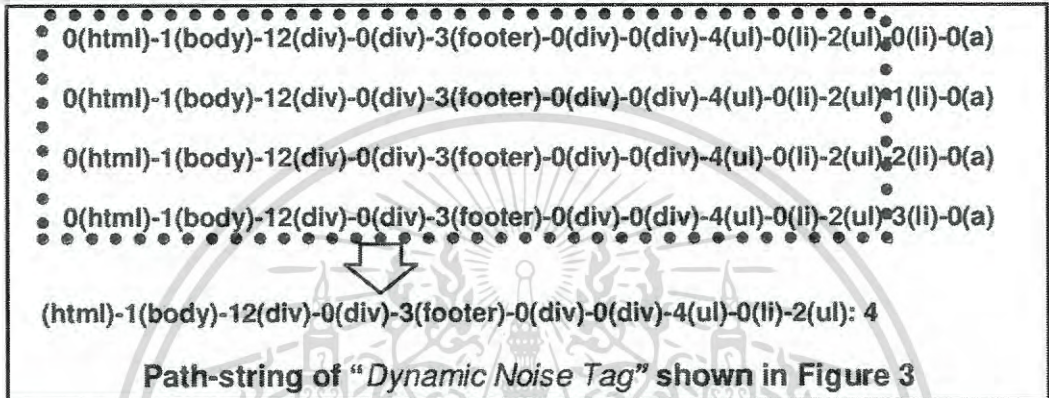 0(html)-1(body)-12(div)-0(div)-3(footer)-0(div)-0(div)-4(ul)-0(li)-2(ul)-0(li)-0(a)
0(html)-1(body)-12(div)-0(div)-3(footer)-0(div)-0(div)-4(ul)-0(li)-2(ul)-1(li)-0(a)
0(html)-1(body)-12(div)-0(div)-3(footer)-0(div)-0(div)-4(ul)-0(li)-2(ul)-2(li)-0(a)
0(html)-1(body)-12(div)-0(div)-3(footer)-0(div)-0(div)-4(ul)-0(li)-2(ul)-3(li)-0(a)
(html)-1(body)-12(div)-0(div)-3(footer)-0(div)-0(div)-4(ul)-0(li)-2(ul): 4
Path-string of "Dynamic Noise Tag" shown in Figure 3